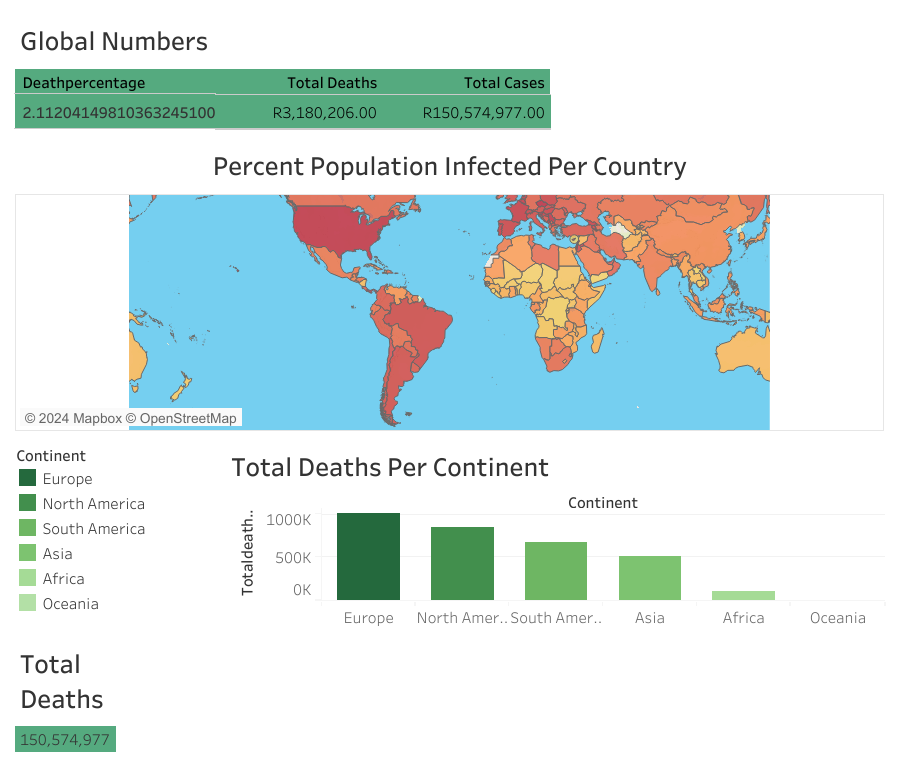 Global Numbers
Deathpercentage Total Deaths Total Cases
2.11204149810363245100 R3,180,206.00 R150,574,977.00
Percent Population Infected Per Country
© 2024 Mapbox © OpenStreetMap
Continent
Europe
North America
South America
Asia
Africa
Oceania
Total Deaths Per Continent
Continent
Totaldeath..
1000K
500K
0K
Europe North Amer.. South Amer.. Asia Africa Oceania
Total
Deaths
150,574,977